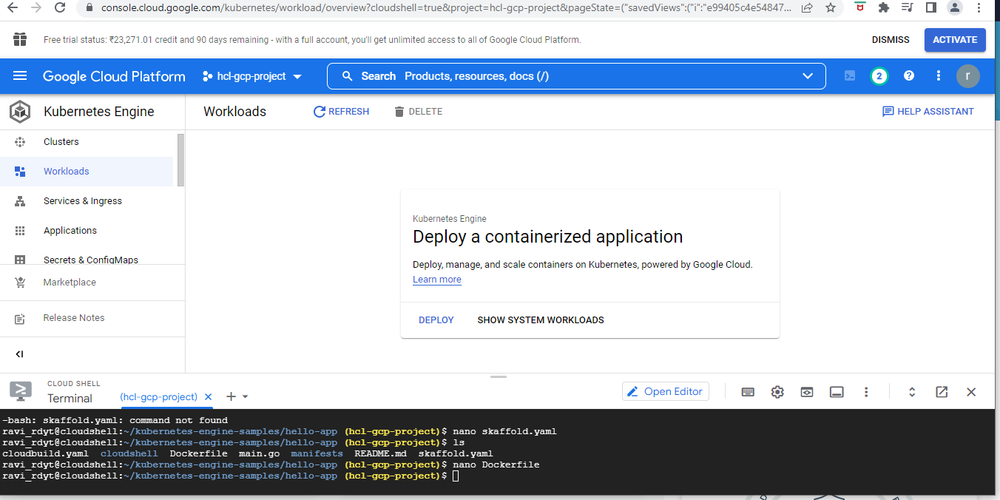 console.cloud.google.com/kubernetes/workload/overview?cloudshell=true&project=hcl-gcp-project&pageState=("savedViews":("i":"e99405c4e54847...
Free trial status: ₹23,271.01 credit and 90 days remaining - with a full account, you'll get unlimited access to all of Google Cloud Platform.
DISMISS
ACTIVATE
Google Cloud Platform
hcl-gcp-project
Search Products, resources, docs (/)
2
r
Kubernetes Engine
Workloads
REFRESH
DELETE
HELP ASSISTANT
Clusters
Workloads
Services & Ingress
Applications
Secrets & ConfigMaps
Marketplace
Release Notes
Kubernetes Engine
Deploy a containerized application
Deploy, manage, and scale containers on Kubernetes, powered by Google Cloud.
Learn more
DEPLOY
SHOW SYSTEM WORKLOADS
CLOUD SHELL
Terminal
(hcl-gcp-project)
Open Editor
-bash: skaffold.yaml: command not found
ravi_rdyt@cloudshell:~/kubernetes-engine-samples/hello-app (hcl-gcp-project)$ nano skaffold.yaml
ravi_rdyt@cloudshell:~/kubernetes-engine-samples/hello-app (hcl-gcp-project)$ ls
cloudbuild.yaml cloudshell Dockerfile main.go manifests README.md skaffold.yaml
ravi_rdyt@cloudshell:~/kubernetes-engine-samples/hello-app (hcl-gcp-project)$ nano Dockerfile
ravi_rdyt@cloudshell:~/kubernetes-engine-samples/hello-app (hcl-gcp-project)$